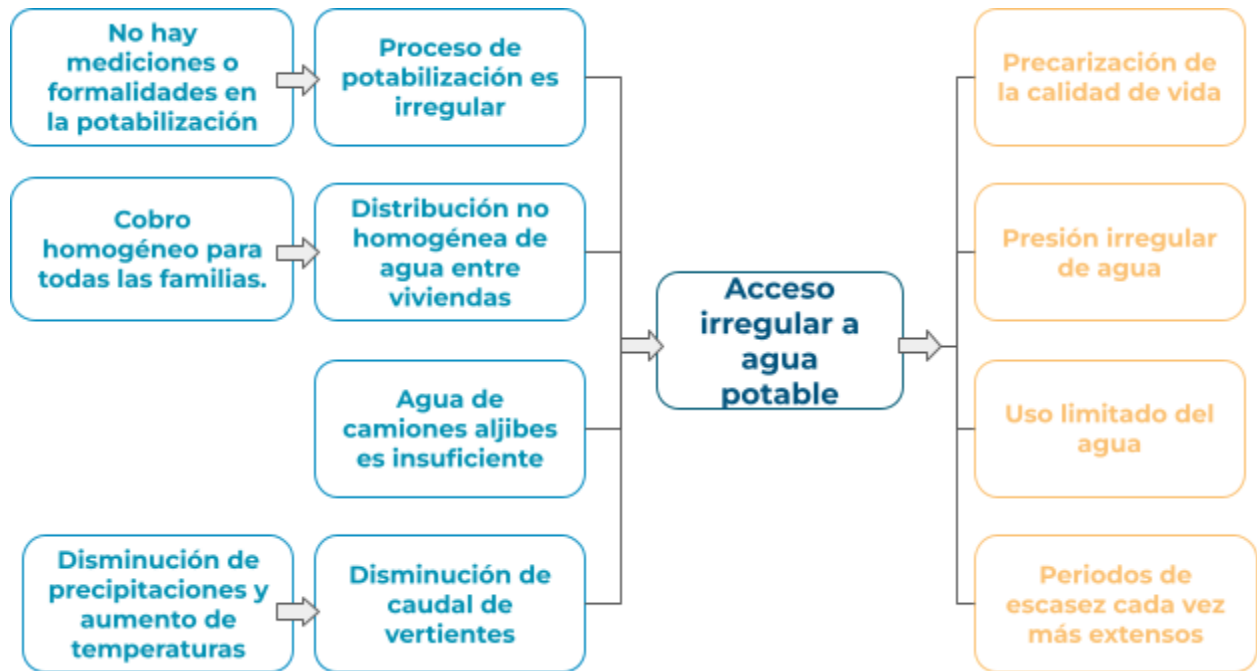 No hay
mediciones o
formalidades en
la potabilización
Proceso de
potabilización es
irregular
Cobro
homogéneo para
todas las familias.
Distribución no
homogénea de
agua entre
viviendas
Agua de
camiones aljibes
es insuficiente
Disminución de
precipitaciones y
aumento de
temperaturas
Disminución de
caudal de
vertientes
Acceso
irregular a
agua
potable
Precarización de
la calidad de vida
Presión irregular
de agua
Uso limitado del
agua
Periodos de
escasez cada vez
más extensos